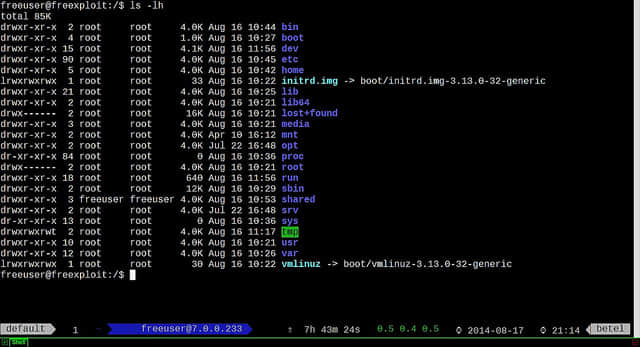 freeuser@freexploit:/$ ls -lh
total 85K
drwxr-xr-x  2 root     root     4.0K Aug 16 10:44 bin
drwxr-xr-x  4 root     root     1.0K Aug 16 10:27 boot
drwxr-xr-x 15 root     root     4.1K Aug 16 11:56 dev
drwxr-xr-x 90 root     root     4.0K Aug 16 10:45 etc
drwxr-xr-x  5 root     root     4.0K Aug 16 10:42 home
lrwxrwxrwx  1 root     root       33 Aug 16 10:22 initrd.img -> boot/initrd.img-3.13.0-32-generic
drwxr-xr-x 21 root     root     4.0K Aug 16 10:25 lib
drwxr-xr-x  2 root     root     4.0K Aug 16 10:21 lib64
drwx------  2 root     root      16K Aug 16 10:21 lost+found
drwxr-xr-x  3 root     root     4.0K Aug 16 10:21 media
drwxr-xr-x  2 root     root     4.0K Apr 10 16:12 mnt
drwxr-xr-x  2 root     root     4.0K Jul 22 16:48 opt
dr-xr-xr-x 84 root     root        0 Aug 16 10:36 proc
drwx------  2 root     root     4.0K Aug 16 10:21 root
drwxr-xr-x 18 root     root      640 Aug 16 11:56 run
drwxr-xr-x  2 root     root      12K Aug 16 10:29 sbin
drwxr-xr-x  3 freeuser freeuser 4.0K Aug 16 10:53 shared
drwxr-xr-x  2 root     root     4.0K Jul 22 16:48 srv
dr-xr-xr-x 13 root     root        0 Aug 16 10:36 sys
drwxrwxrwt  2 root     root     4.0K Aug 16 11:17 tmp
drwxr-xr-x 10 root     root     4.0K Aug 16 10:21 usr
drwxr-xr-x 12 root     root     4.0K Aug 16 10:26 var
lrwxrwxrwx  1 root     root       30 Aug 16 10:22 vmlinuz -> boot/vmlinuz-3.13.0-32-generic
freeuser@freexploit:/$
default 1 ~ freeuser@7.0.0.233 ↑ 7h 43m 24s 0.5 0.4 0.5 2014-08-17 21:14 betel
Shell